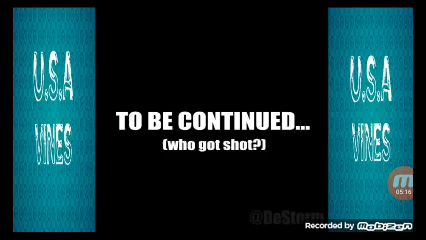 U.S.A
VINES
TO BE CONTINUED...
(who got shot?)
U.S.A
VINES
05:16
@DeStorm
Recorded by Mobizen